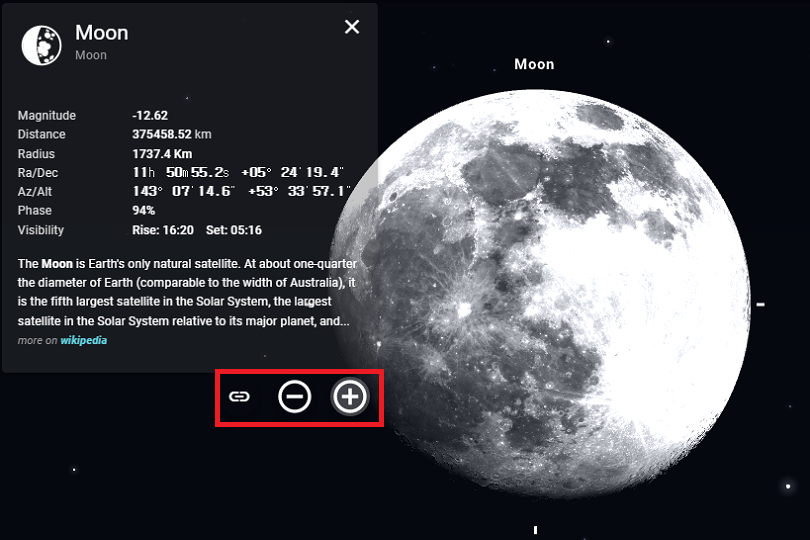 Moon
Moon
Moon
Magnitude -12.62
Distance 375458.52 km
Radius 1737.4 Km
Ra/Dec 11h 50m55.2s +05° 24'19.4"
Az/Alt 143° 07'14.6" +53° 33'57.1"
Phase 94%
Visibility Rise: 16:20 Set: 05:16
The Moon is Earth's only natural satellite. At about one-quarter
the diameter of Earth (comparable to the width of Australia), it
is the fifth largest satellite in the Solar System, the largest
satellite in the Solar System relative to its major planet, and...
more on wikipedia